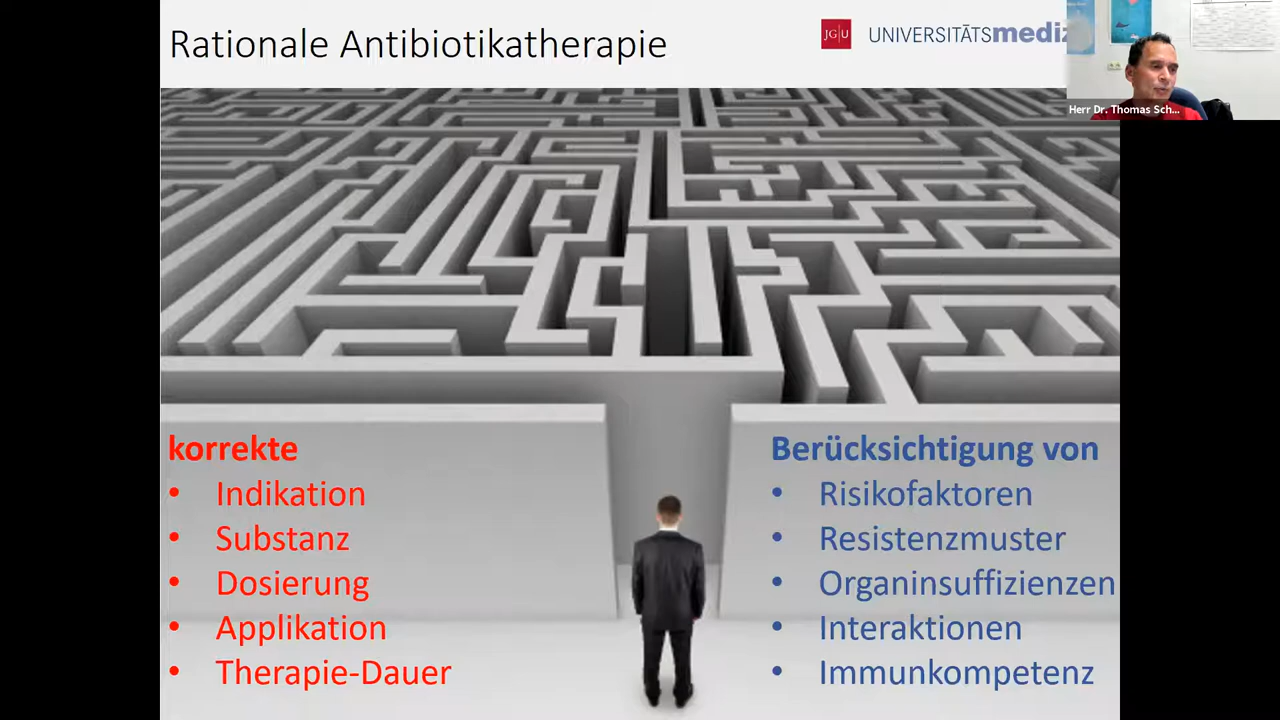 Rationale Antibiotikatherapie
JG|U UNIVERSITÄTSmediz
Herr Dr. Thomas Sch...
korrekte
• Indikation
• Substanz
• Dosierung
• Applikation
• Therapie-Dauer
Berücksichtigung von
• Risikofaktoren
• Resistenzmuster
• Organinsuffizienzen
• Interaktionen
• Immunkompetenz